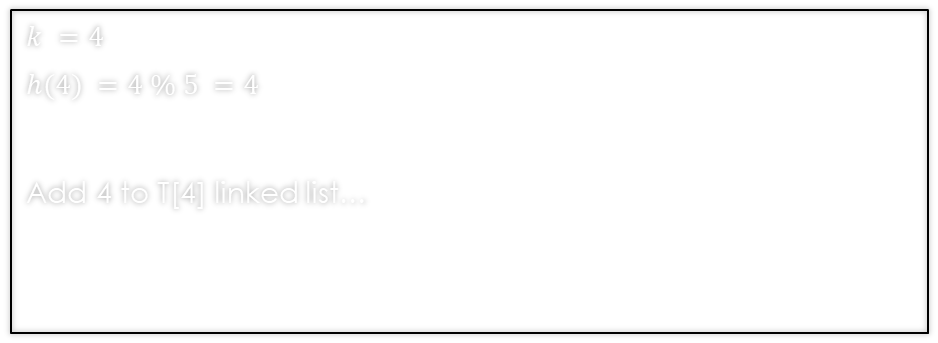 k = 4
h(4) = 4 % 5 = 4
Add 4 to T[4] linked list...